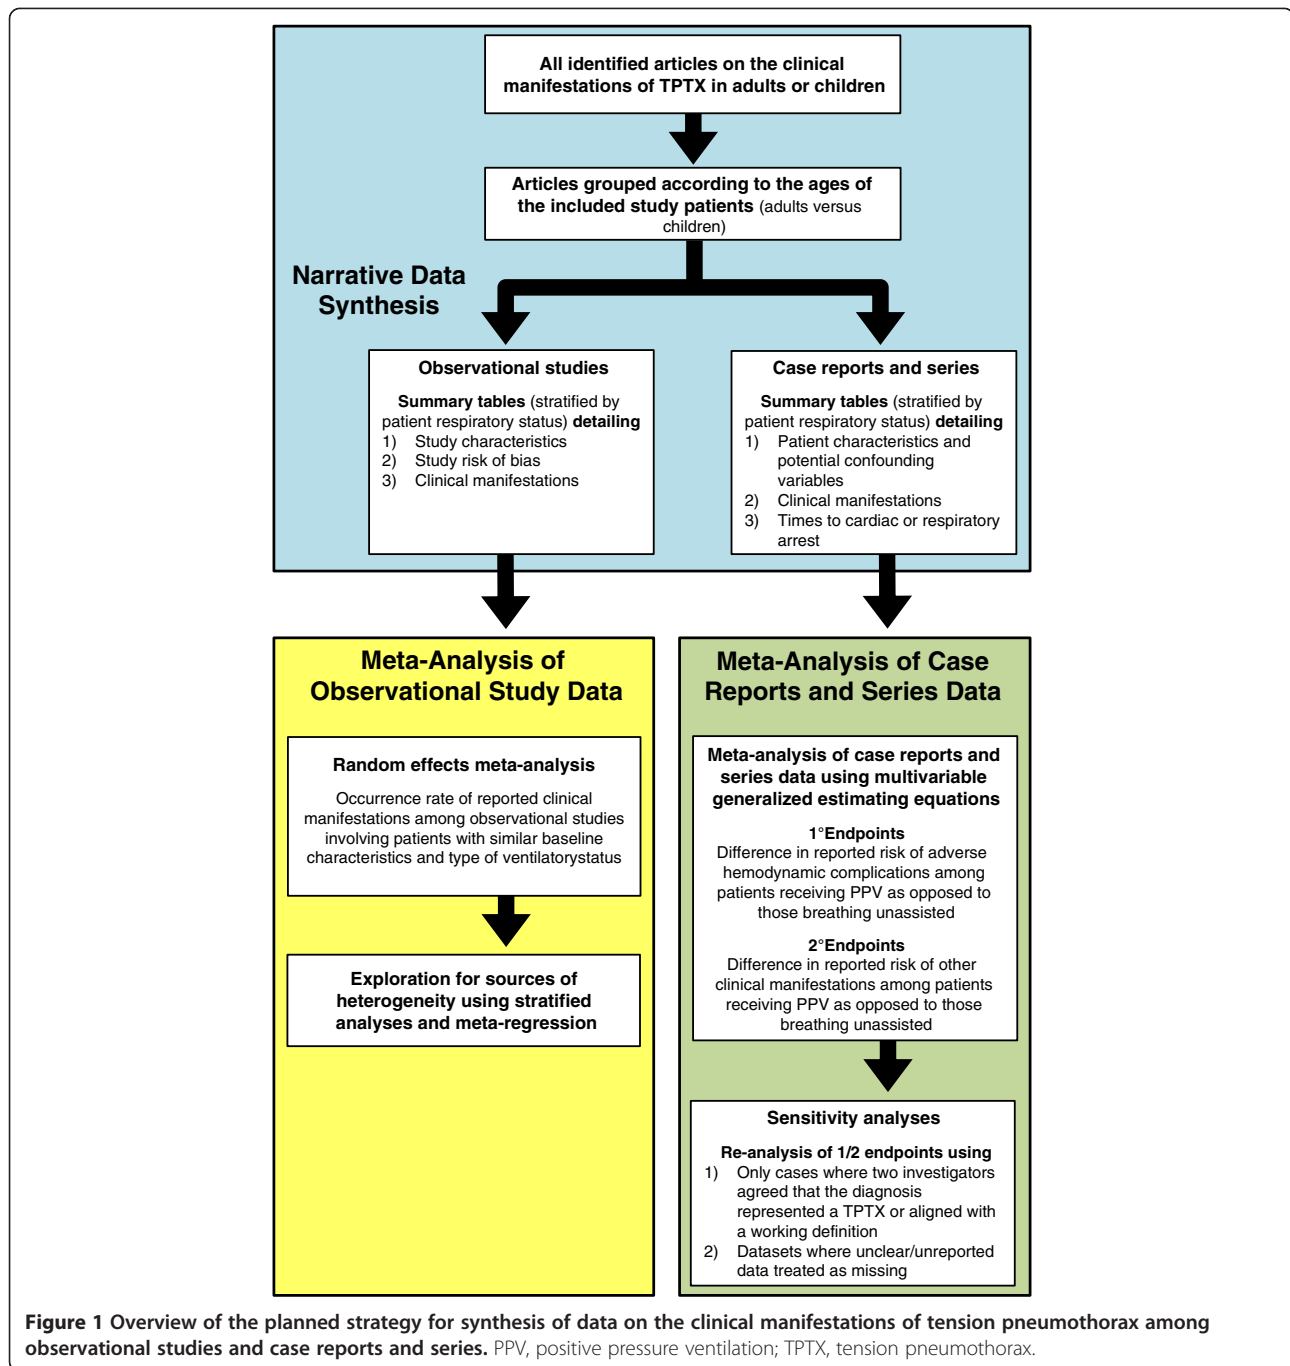 All identified articles on the clinical
manifestations of TPTX in adults or children
Articles grouped according to the ages of
the included study patients (adults versus
children)
Narrative Data
Synthesis
Observational studies
Summary tables (stratified by
patient respiratory status) detailing
1) Study characteristics
2) Study risk of bias
3) Clinical manifestations
Case reports and series
Summary tables (stratified by
patient respiratory status) detailing
1) Patient characteristics and
potential confounding
variables
2) Clinical manifestations
3) Times to cardiac or respiratory
arrest
Meta-Analysis of
Observational Study Data
Random effects meta-analysis
Occurrence rate of reported clinical
manifestations among observational studies
involving patients with similar baseline
characteristics and type of ventilatorystatus
Exploration for sources of
heterogeneity using stratified
analyses and meta-regression
Meta-Analysis of Case
Reports and Series Data
Meta-analysis of case reports and
series data using multivariable
generalized estimating equations
1°Endpoints
Difference in reported risk of adverse
hemodynamic complications among
patients receiving PPV as opposed to
those breathing unassisted
2°Endpoints
Difference in reported risk of other
clinical manifestations among patients
receiving PPV as opposed to those
breathing unassisted
Sensitivity analyses
Re-analysis of 1/2 endpoints using
1) Only cases where two investigators
agreed that the diagnosis
represented a TPTX or aligned with
a working definition
2) Datasets where unclear/unreported
data treated as missing
Figure 1 Overview of the planned strategy for synthesis of data on the clinical manifestations of tension pneumothorax among
observational studies and case reports and series. PPV, positive pressure ventilation; TPTX, tension pneumothorax.